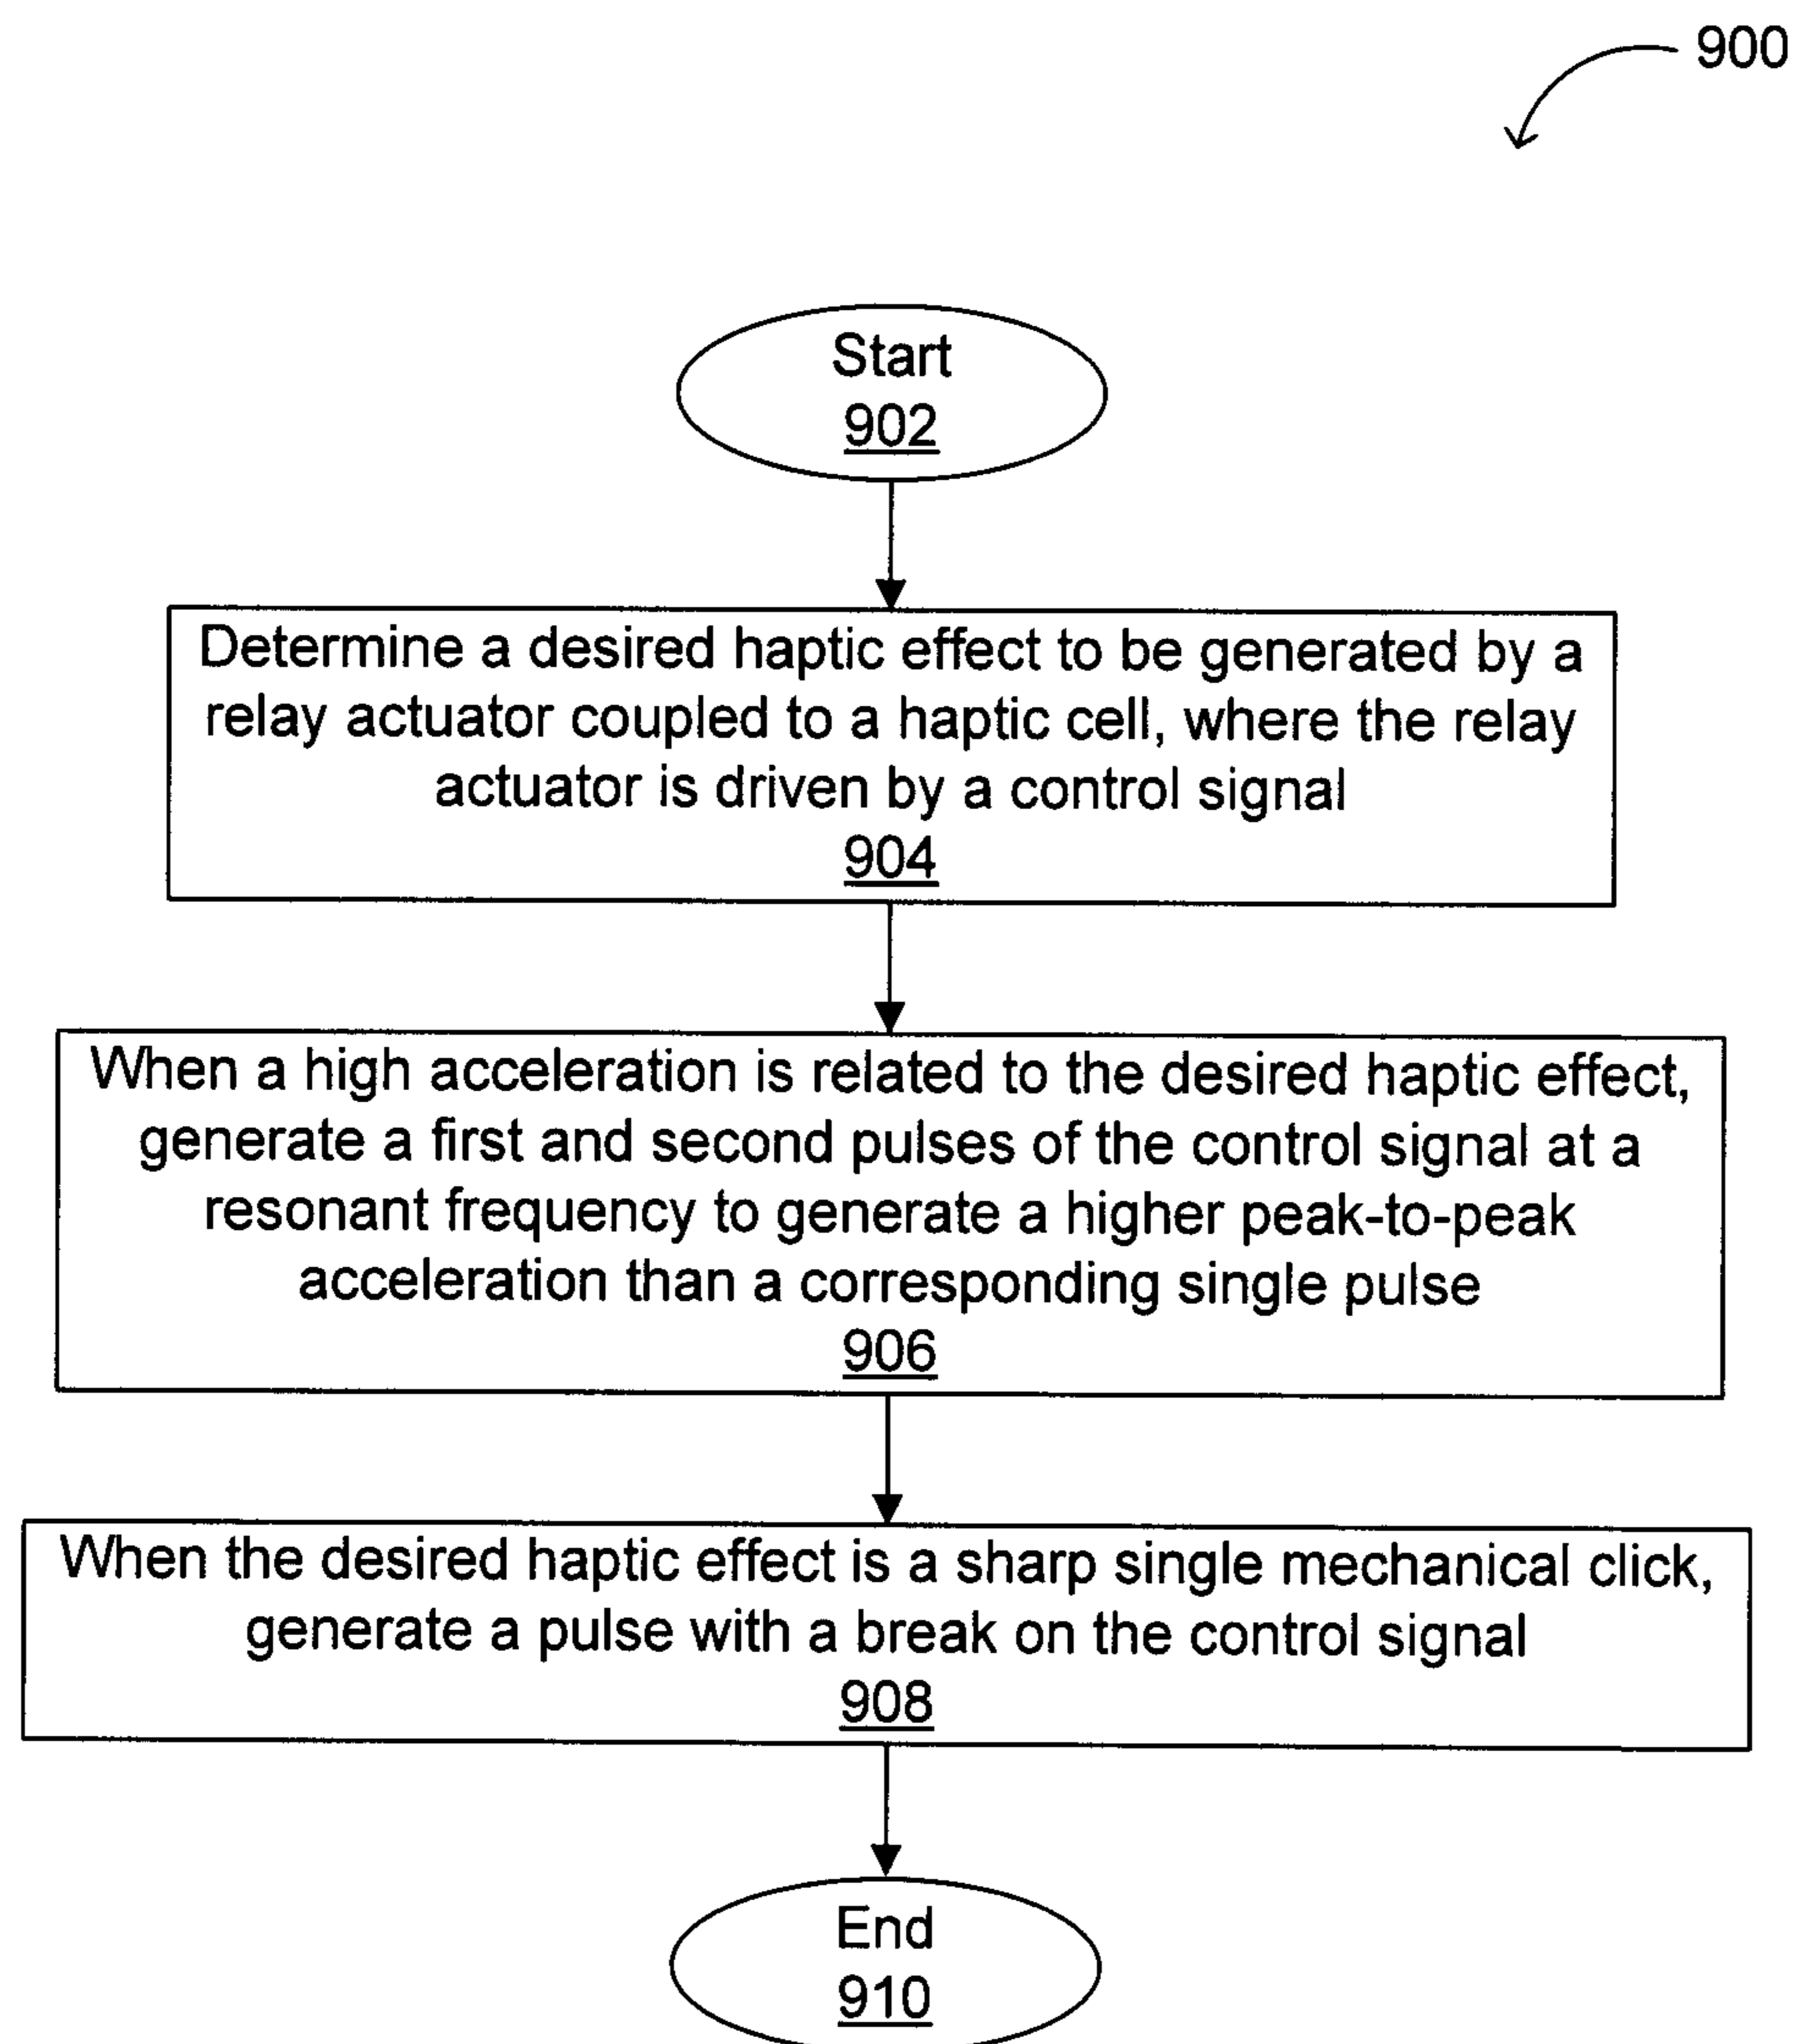 900
Start
902
Determine a desired haptic effect to be generated by a
relay actuator coupled to a haptic cell, where the relay
actuator is driven by a control signal
904
When a high acceleration is related to the desired haptic effect,
generate a first and second pulses of the control signal at a
resonant frequency to generate a higher peak-to-peak
acceleration than a corresponding single pulse
906
When the desired haptic effect is a sharp single mechanical click,
generate a pulse with a break on the control signal
908
End
910